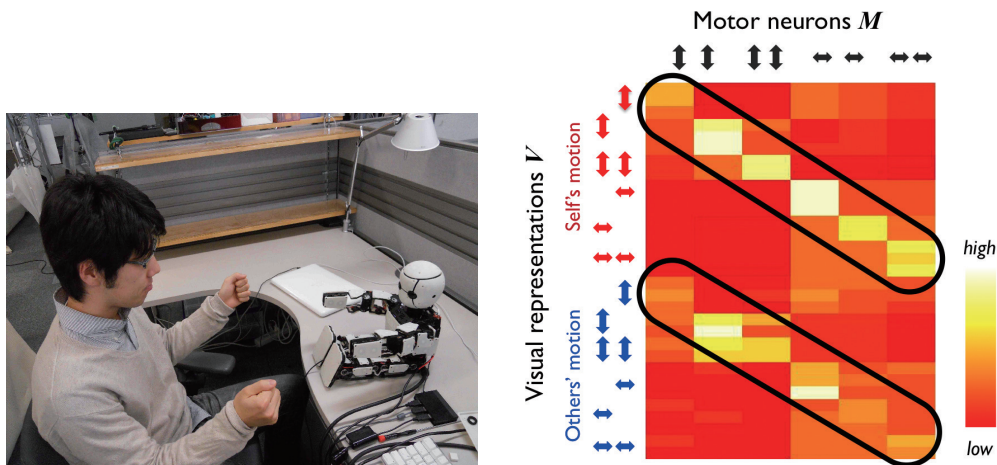 Motor neurons M
Visual representations V
Self's motion
Others' motion
high
low